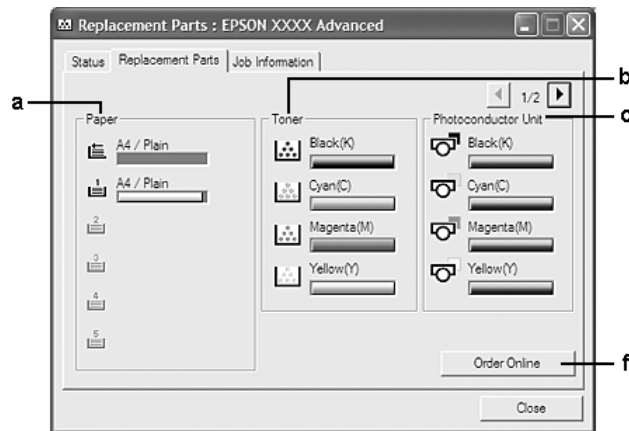 Replacement Parts : EPSON XXXX Advanced
Status
Replacement Parts
Job Information
1/2
a
b
c
Paper
A4 / Plain
1
A4 / Plain
2
3
4
5
Toner
Black(K)
Cyan(C)
Magenta(M)
Yellow(Y)
Photoconductor Unit
Black(K)
Cyan(C)
Magenta(M)
Yellow(Y)
Order Online
f
Close